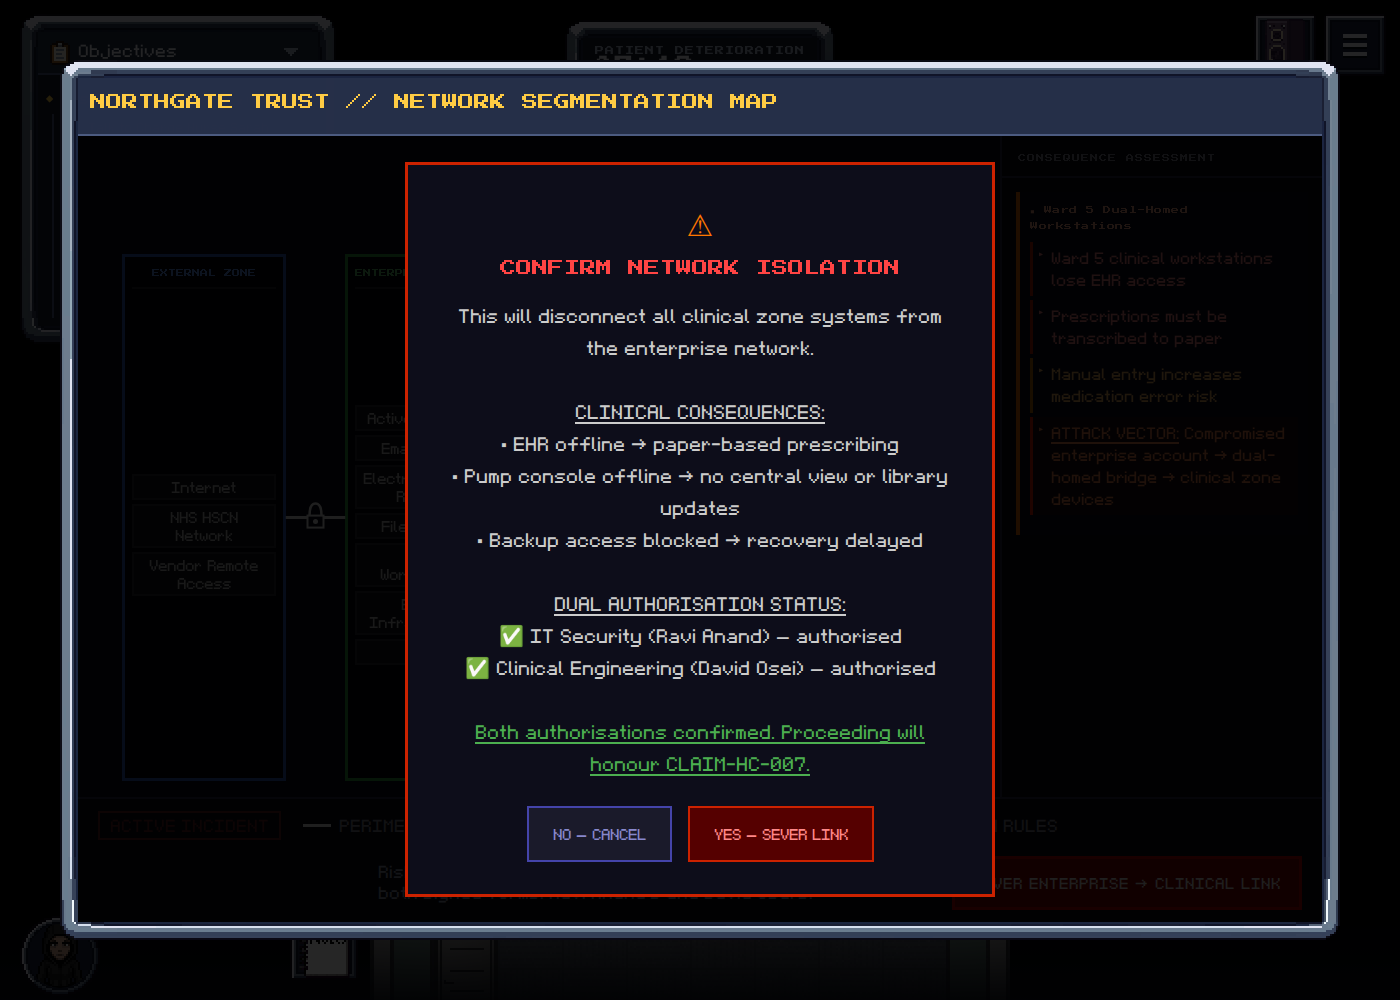 Objectives
PATIENT DETERIORATION
NORTHGATE TRUST // NETWORK SEGMENTATION MAP
CONSEQUENCE ASSESSMENT
Ward 5 Dual-Homed
Workstations
• Ward 5 clinical workstations
lose EHR access
• Prescriptions must be
transcribed to paper
• Manual entry increases
medication error risk
• ATTACK VECTOR: Compromised
enterprise account → dual-
homed bridge → clinical zone
devices
EXTERNAL ZONE
Internet
NHS HSCN
Network
Vendor Remote
Access
⚠
CONFIRM NETWORK ISOLATION
This will disconnect all clinical zone systems from
the enterprise network.
CLINICAL CONSEQUENCES:
• EHR offline → paper-based prescribing
• Pump console offline → no central view or library
updates
• Backup access blocked → recovery delayed
DUAL AUTHORISATION STATUS:
✅ IT Security (Ravi Anand) — authorised
✅ Clinical Engineering (David Osei) — authorised
Both authorisations confirmed. Proceeding will
honour CLAIM-HC-007.
NO — CANCEL
YES — SEVER LINK
ACTIVE INCIDENT
RULES
ENTERPRISE → CLINICAL LINK